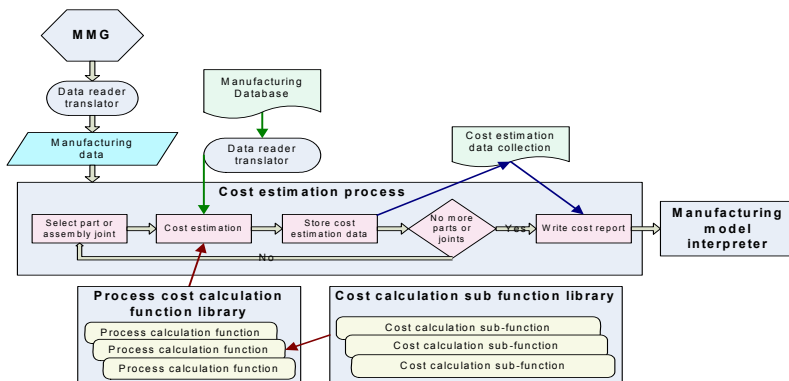 MMG
Data reader
translator
Manufacturing
data
Manufacturing
Database
Data reader
translator
Cost estimation
data collection
Cost estimation process
Select part or
assembly joint
Cost estimation
Store cost
estimation data
No more
parts or
joints
Yes
Write cost report
No
Manufacturing
model
interpreter
Process cost calculation
function library
Process calculation function
Process calculation function
Process calculation function
Cost calculation sub function library
Cost calculation sub-function
Cost calculation sub-function
Cost calculation sub-function